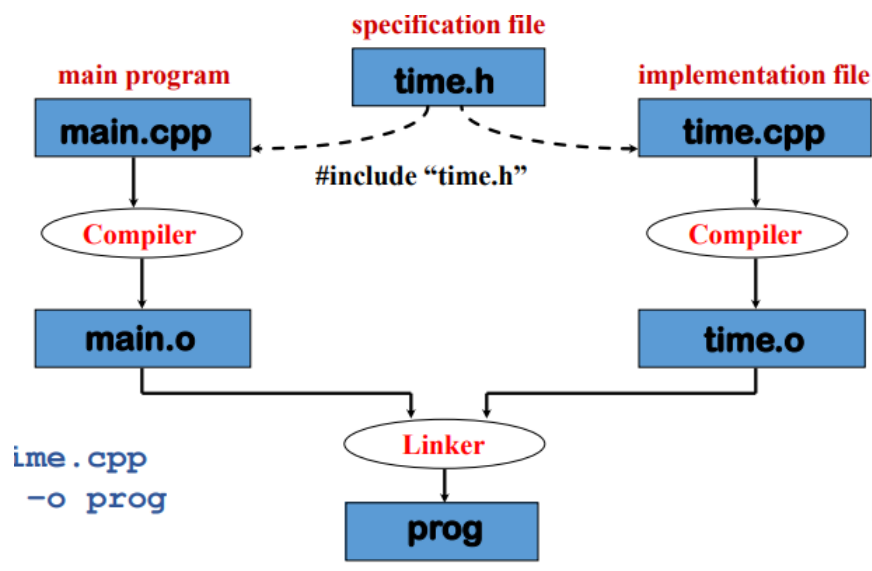 specification file
time.h
main program
main.cpp
implementation file
time.cpp
#include “time.h”
Compiler
Compiler
main.o
time.o
Linker
ime.cpp
–o prog
prog